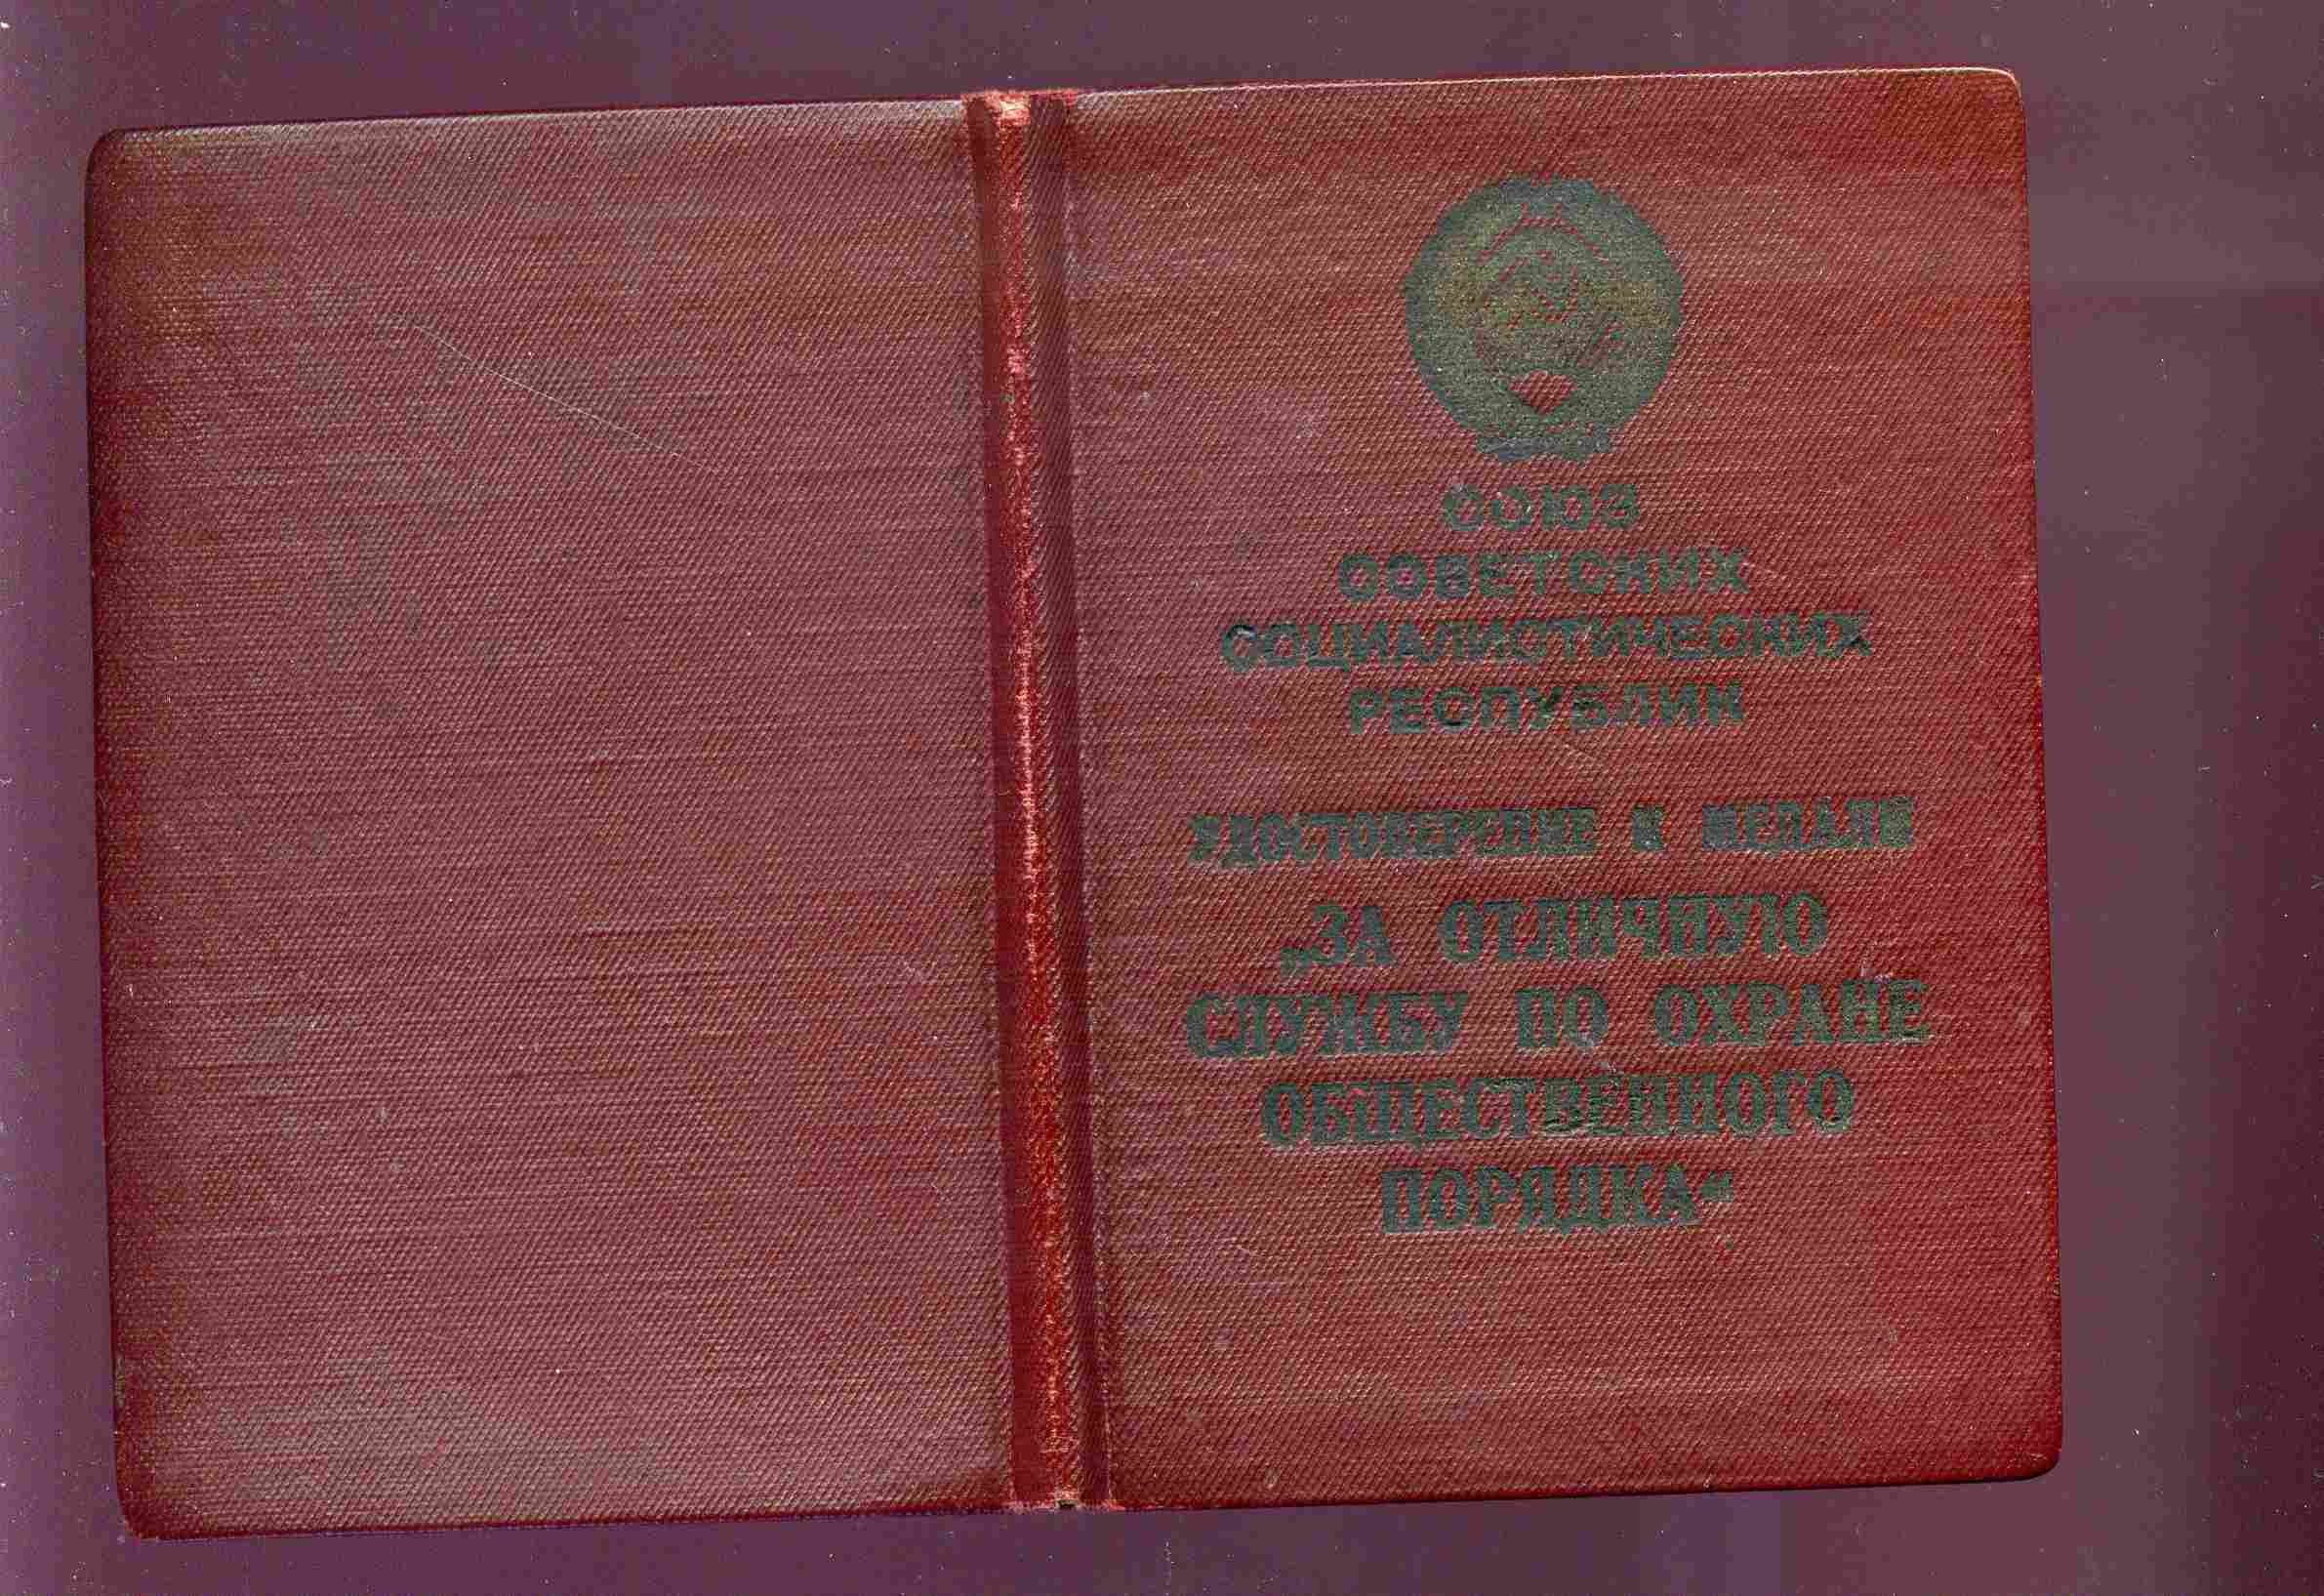 СОЮЗ
СОВЕТСКИХ
СОЦИАЛИСТИЧЕСКИХ
РЕСПУБЛИК
УДОСТОВЕРЕНИЕ К МЕДАЛИ
„ЗА ОТЛИЧНУЮ
СЛУЖБУ ПО ОХРАНЕ
ОБЩЕСТВЕННОГО
ПОРЯДКА“